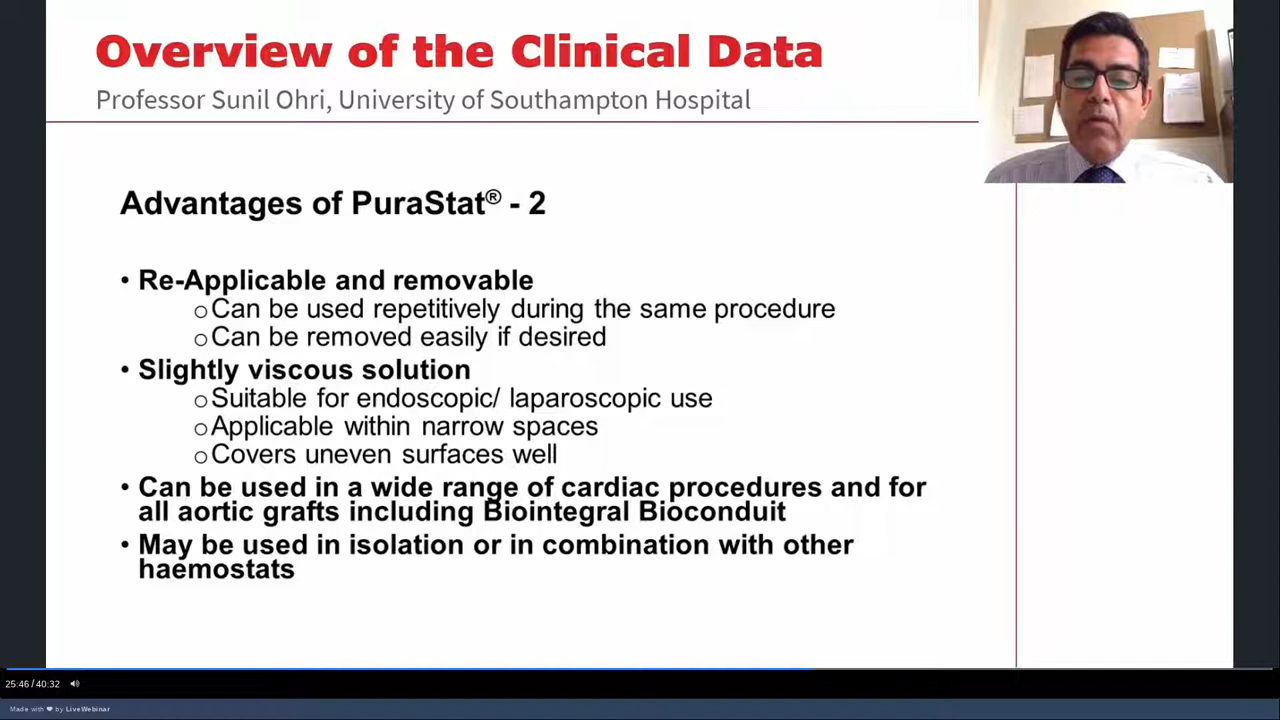 Overview of the Clinical Data
Professor Sunil Ohri, University of Southampton Hospital
Advantages of PuraStat® - 2
• Re-Applicable and removable
o Can be used repetitively during the same procedure
o Can be removed easily if desired
• Slightly viscous solution
o Suitable for endoscopic/ laparoscopic use
o Applicable within narrow spaces
o Covers uneven surfaces well
• Can be used in a wide range of cardiac procedures and for
all aortic grafts including Biointegral Bioconduit
• May be used in isolation or in combination with other
haemostats
25:46 / 40:32
Made with ❤ by LiveWebinar